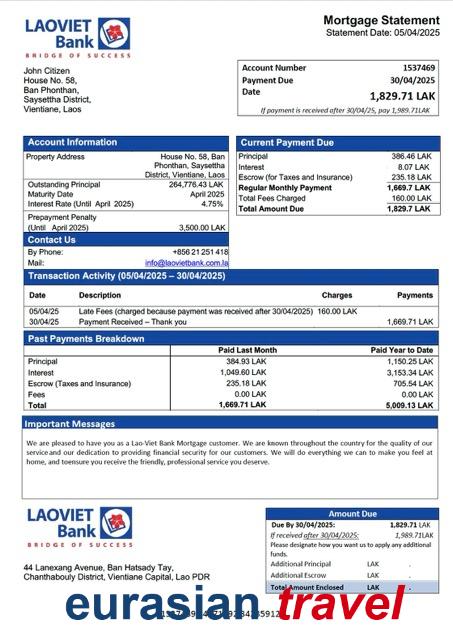 LAOVIET
Bank
BRIDGE OF SUCCESS
Mortgage Statement
Statement Date: 05/04/2025
John Citizen
House No. 58,
Ban Phonthan,
Saysettha District,
Vientiane, Laos
Account Number 1537469
Payment Due 30/04/2025
Date 1,829.71 LAK
If payment is received after 30/04/25, pay 1,989.71LAK
Account Information
Property Address House No. 58, Ban
Phonthan, Saysettha
District, Vientiane, Laos
Outstanding Principal 264,776.43 LAK
Maturity Date April 2025
Interest Rate (Until April 2025) 4.75%
Prepayment Penalty
(Until April 2025) 3,500.00 LAK
Contact Us
By Phone: +856 21 251 418
Mail: info@laovietbank.com.la
Current Payment Due
Principal 386.46 LAK
Interest 8.07 LAK
Escrow (for Taxes and Insurance) 235.18 LAK
Regular Monthly Payment 1,669.7 LAK
Total Fees Charged 160.00 LAK
Total Amount Due 1,829.7 LAK
Transaction Activity (05/04/2025 – 30/04/2025)
Date Description Charges Payments
05/04/25 Late Fees (charged because payment was received after 30/04/2025) 160.00 LAK
30/04/25 Payment Received – Thank you 1,669.71 LAK
Past Payments Breakdown
Paid Last Month Paid Year to Date
Principal 384.93 LAK 1,150.25 LAK
Interest 1,049.60 LAK 3,153.34 LAK
Escrow (Taxes and Insurance) 235.18 LAK 705.54 LAK
Fees 0.00 LAK 0.00 LAK
Total 1,669.71 LAK 5,009.13 LAK
Important Messages
We are pleased to have you as a Lao-Viet Bank Mortgage customer. We are known throughout the country for the quality of our
service and our dedication to providing financial security for our customers. We will do everything we can to make you feel at
home, and toensure you receive the friendly, professional service you deserve.
LAOVIET
Bank
BRIDGE OF SUCCESS
44 Lanexang Avenue, Ban Hatsady Tay,
Chanthabouly District, Vientiane Capital, Lao PDR
Amount Due
Due By 30/04/2025: 1,829.71 LAK
If received after 30/04/2025: 1,989.71LAK
Please designate how you want us to apply any additional
funds.
Additional Principal LAK .
Additional Escrow LAK .
Total Amount Enclosed LAK .
eurasian travel